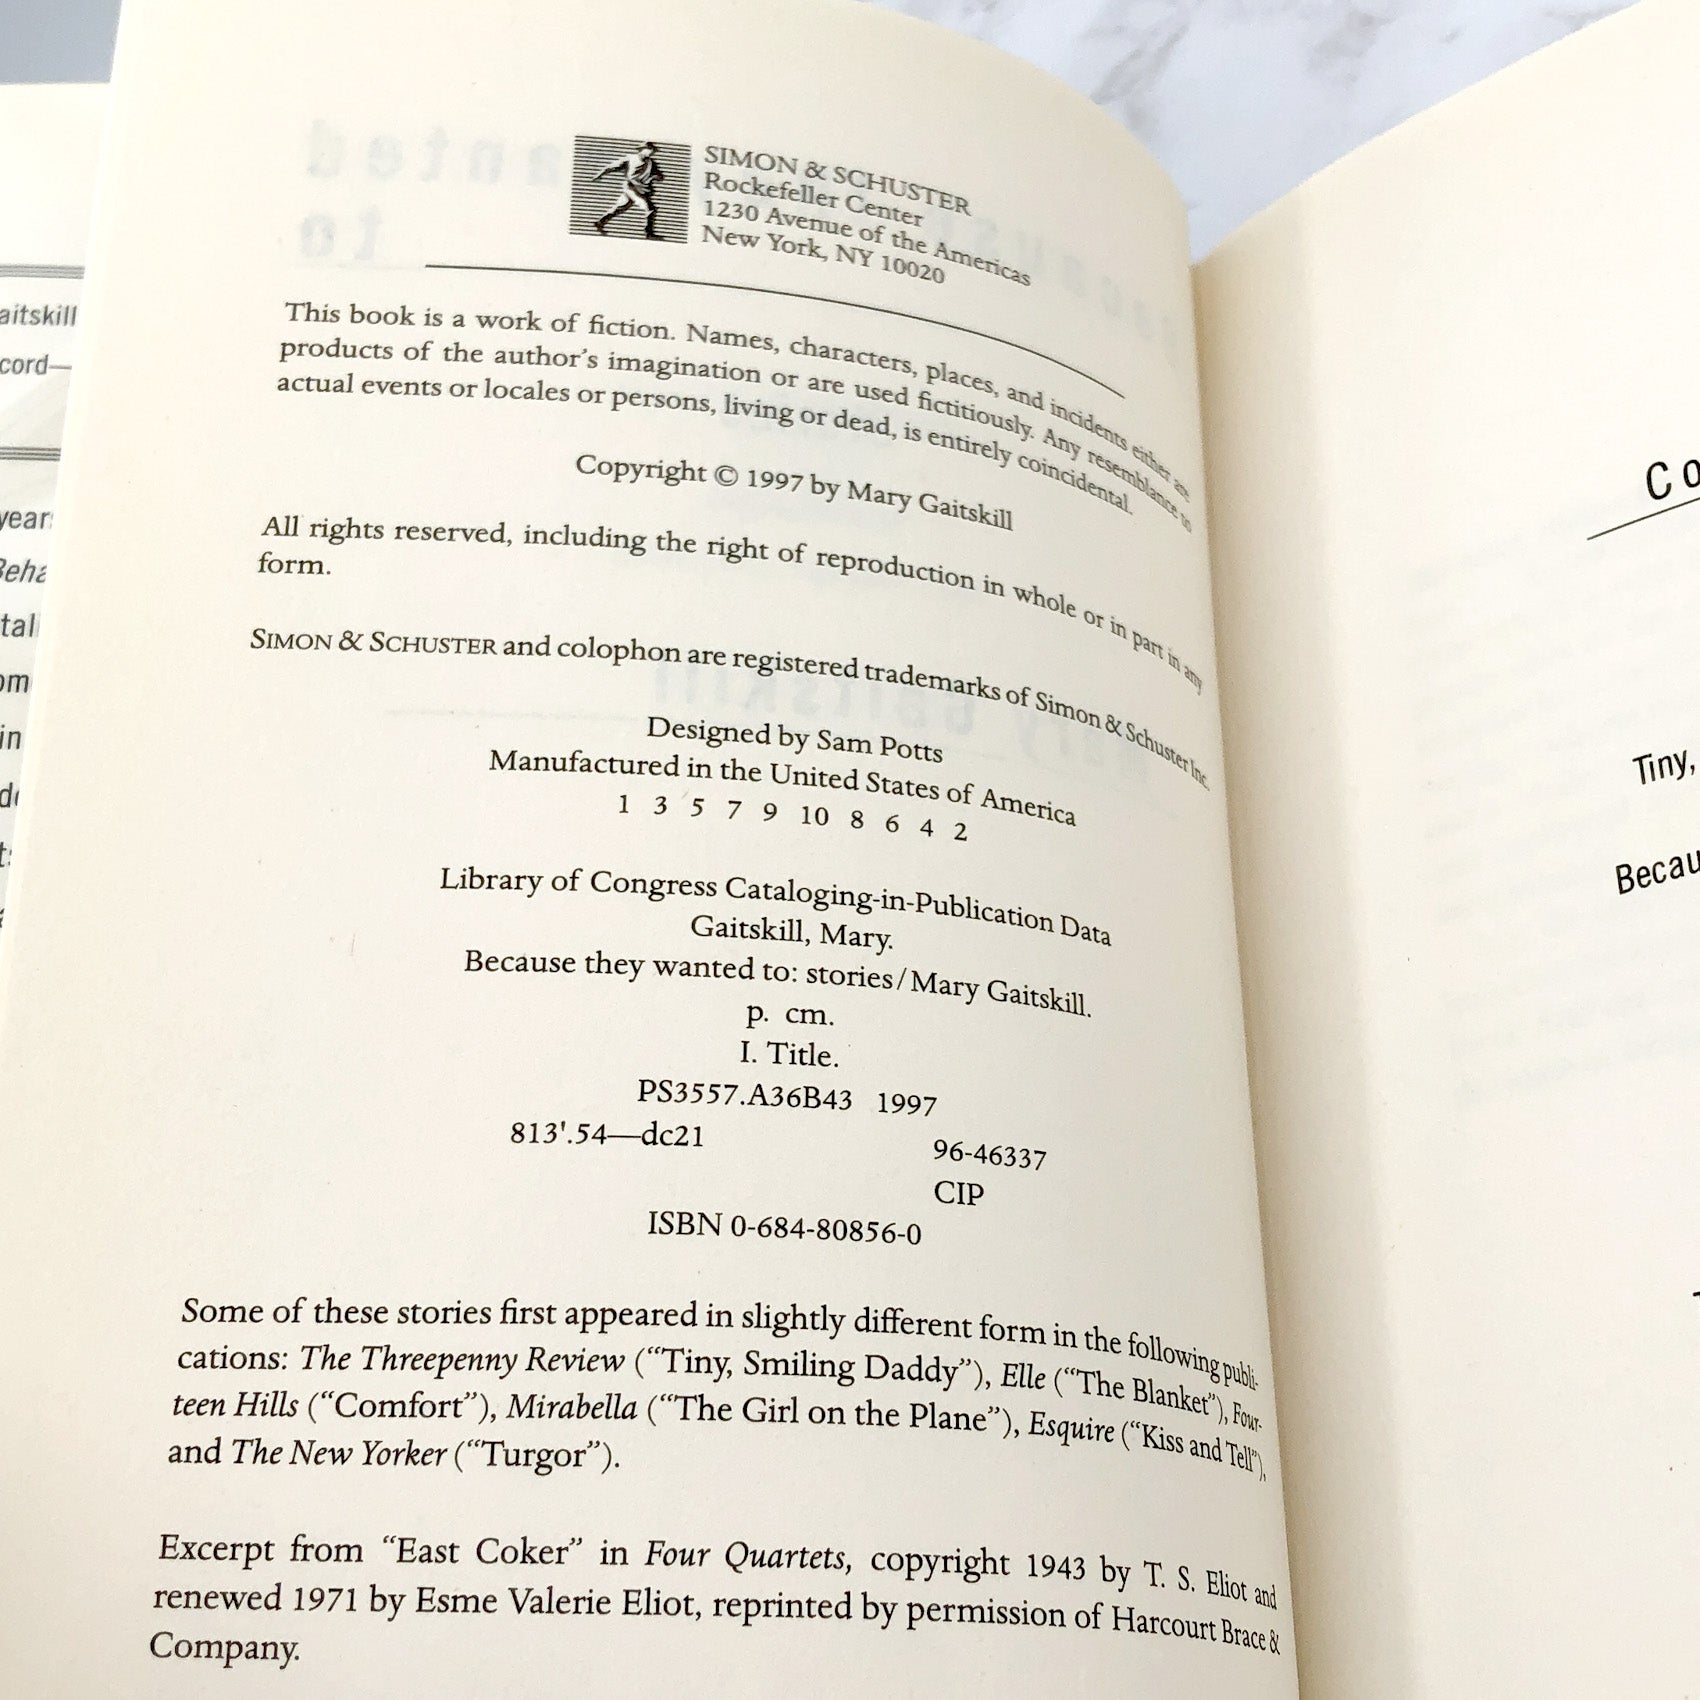 SIMON & SCHUSTER
Rockefeller Center
1230 Avenue of the Americas
New York, NY 10020
This book is a work of fiction. Names, characters, places, and incidents either are
products of the author's imagination or are used fictitiously. Any resemblance to
actual events or locales or persons, living or dead, is entirely coincidental.
Copyright © 1997 by Mary Gaitskill
All rights reserved, including the right of reproduction in whole or in part in any
form.
SIMON & SCHUSTER and colophon are registered trademarks of Simon & Schuster Inc.
Designed by Sam Potts
Manufactured in the United States of America
1 3 5 7 9 10 8 6 4 2
Library of Congress Cataloging-in-Publication Data
Gaitskill, Mary.
Because they wanted to: stories/Mary Gaitskill.
p. cm.
I. Title.
PS3557.A36B43 1997
813'.54—dc21
96-46337
CIP
ISBN 0-684-80856-0
Some of these stories first appeared in slightly different form in the following publi-
cations: The Threepenny Review (“Tiny, Smiling Daddy”), Elle (“The Blanket”), Four-
teen Hills (“Comfort”), Mirabella (“The Girl on the Plane”), Esquire (“Kiss and Tell”),
and The New Yorker (“Turgor”).
Excerpt from “East Coker” in Four Quartets, copyright 1943 by T. S. Eliot and
renewed 1971 by Esme Valerie Eliot, reprinted by permission of Harcourt Brace &
Company.
aitskill
cord—
year
Beha
tal
om
in
Co
Tiny,
Becau